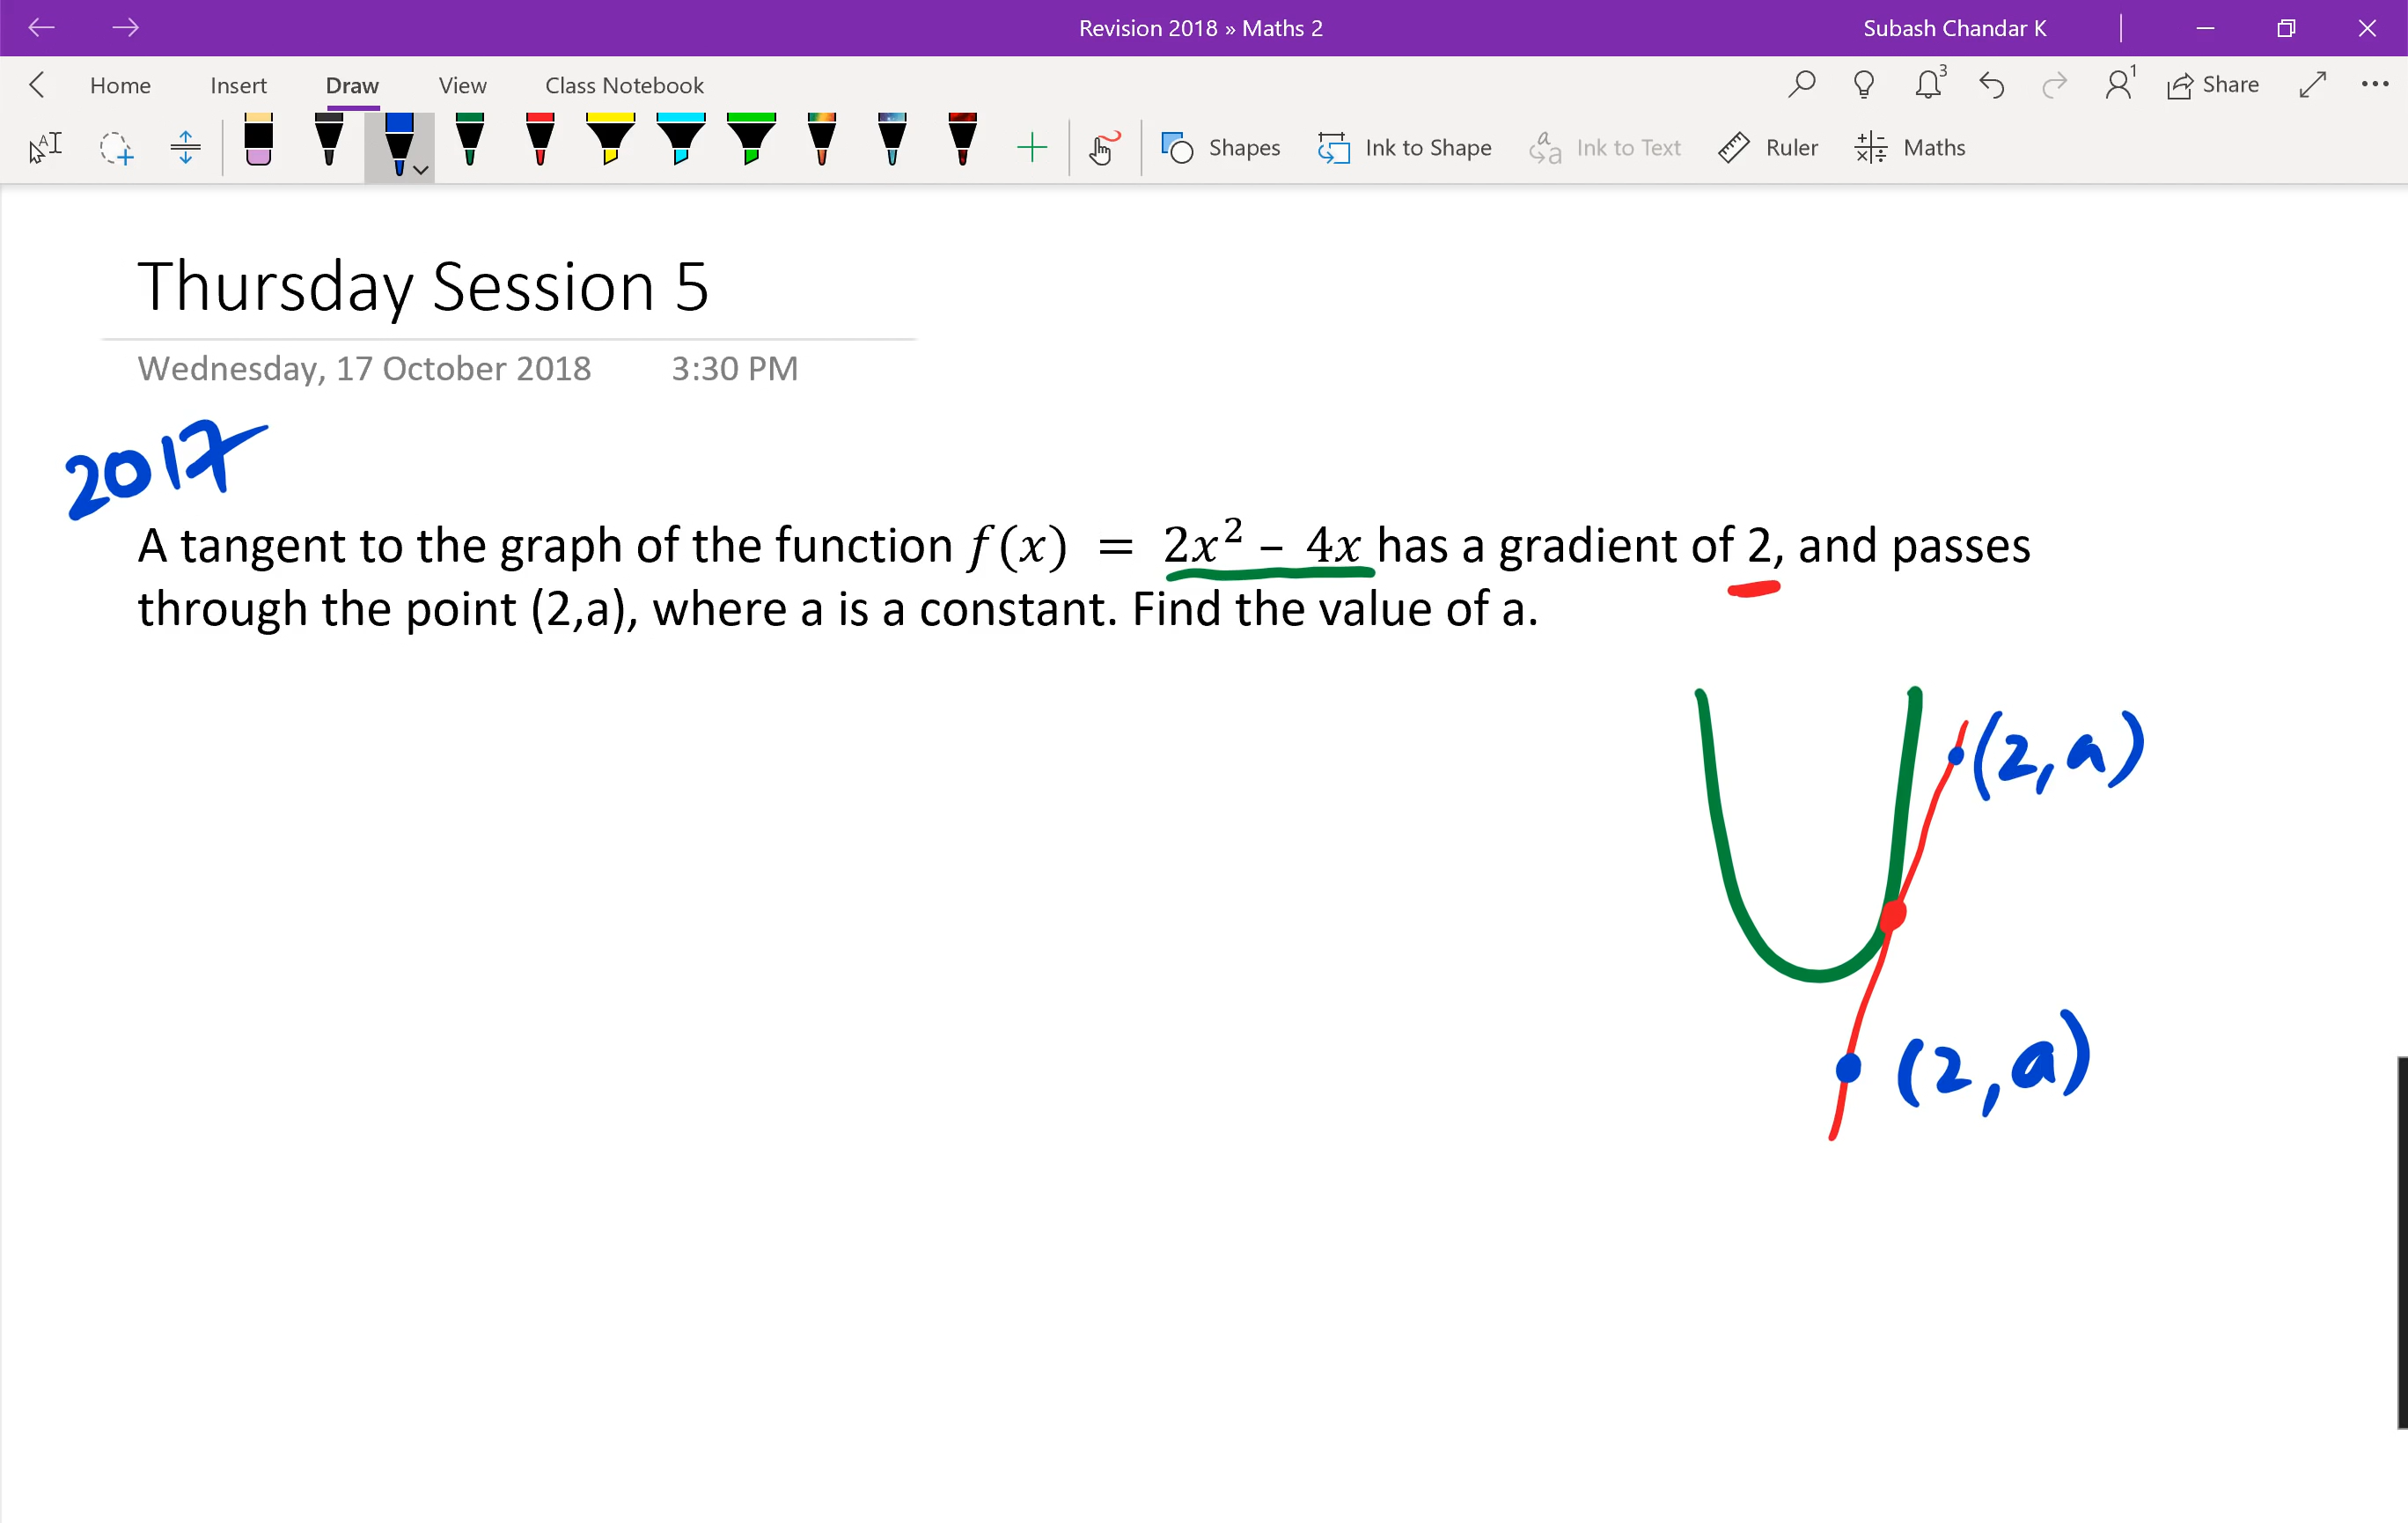 Revision 2018 » Maths 2
Subash Chandar K
Home Insert Draw View Class Notebook
3 1 Share
Shapes Ink to Shape Ink to Text Ruler Maths
Thursday Session 5
Wednesday, 17 October 2018 3:30 PM
2017
A tangent to the graph of the function f(x) = 2x² – 4x has a gradient of 2, and passes
through the point (2,a), where a is a constant. Find the value of a.
(2, a)
(2, a)